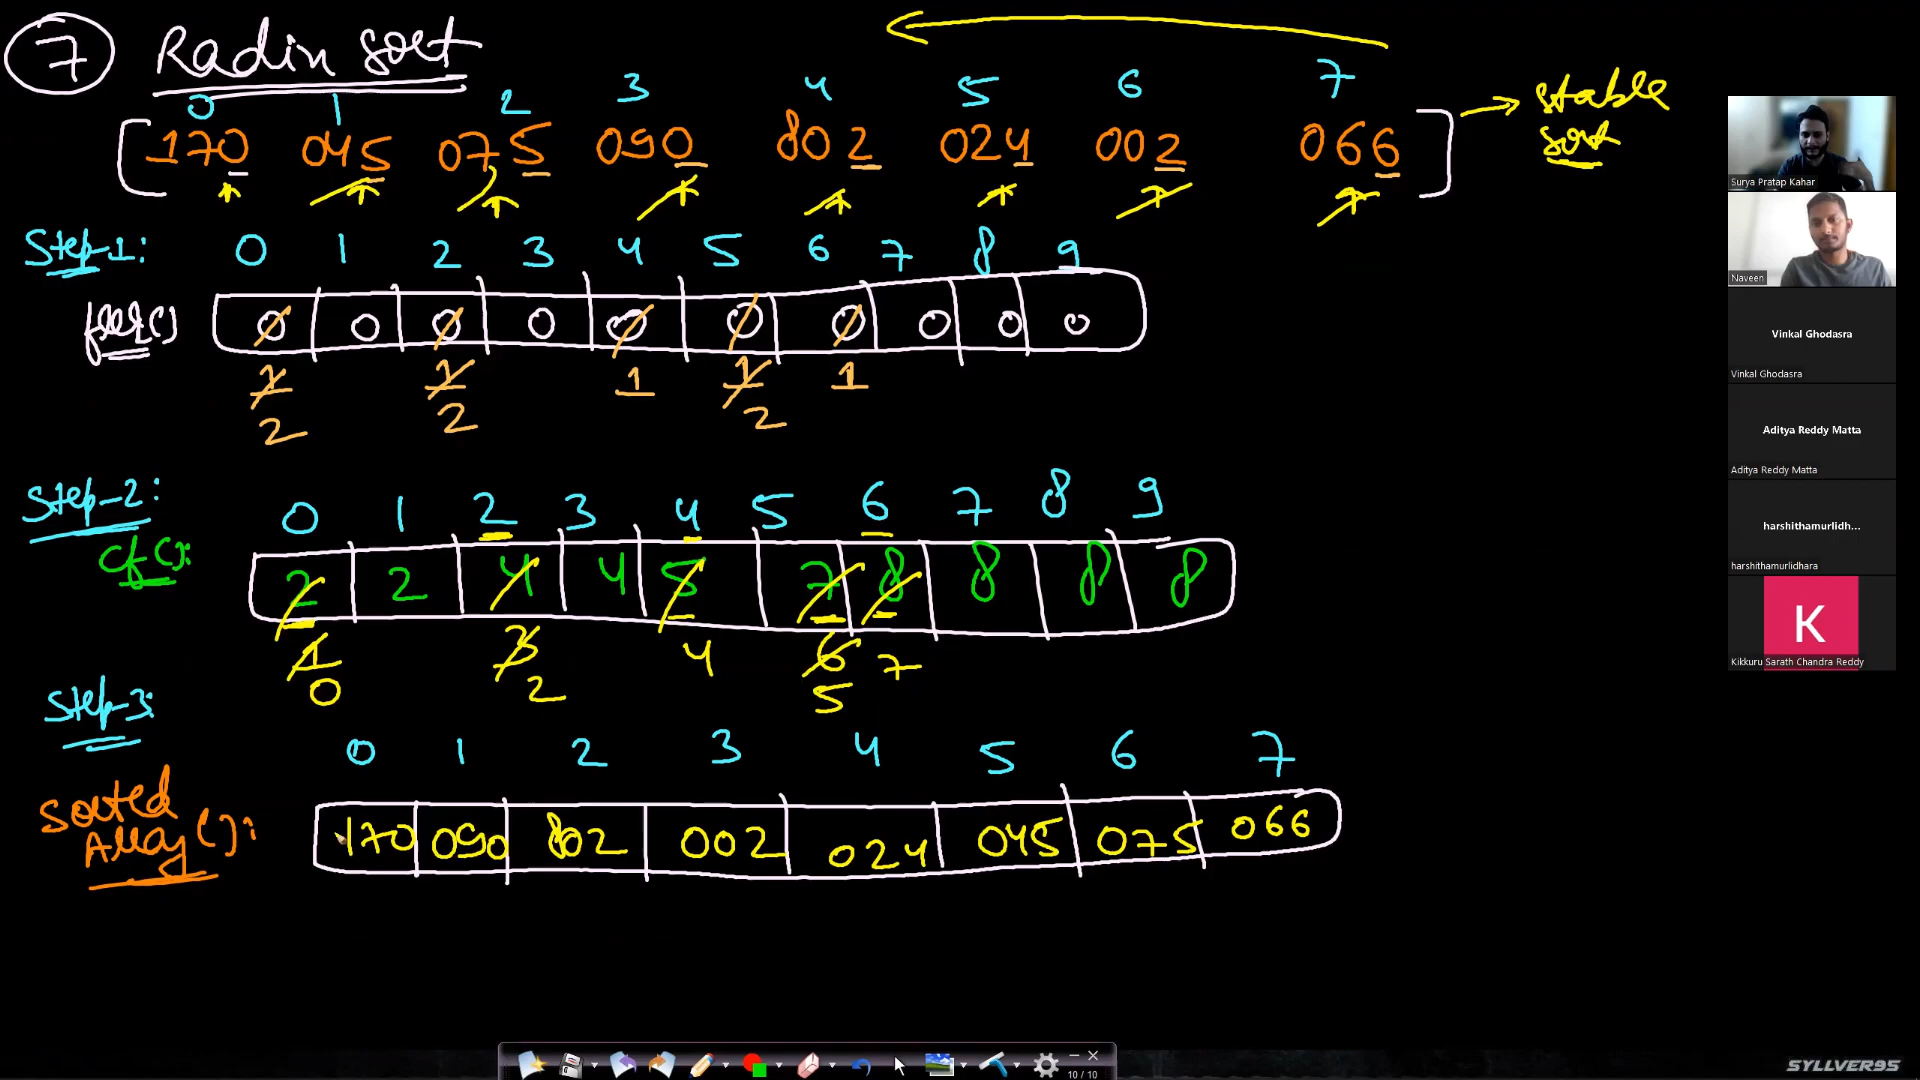 7 Radix sort
0 1 2 3 4 5 6 7
[170 045 075 090 802 024 002 066] → stable
sort
Step-1: 0 1 2 3 4 5 6 7 8 9
0 0 0 0 0 0 0 0 0 0
1 1 1 1 1
2 2 2
Step-2: 0 1 2 3 4 5 6 7 8 9
cf(): 2 2 4 4 5 7 8 8 8 8
1 3 4 6 7
0 2 5
Step-3:
0 1 2 3 4 5 6 7
Sorted
Array(): 170 090 802 002 024 045 075 066
Surya Pratap Kahar
Naveen
Vinkal Ghodasra
Vinkal Ghodasra
Aditya Reddy Matta
Aditya Reddy Matta
harshithamurlidh...
harshithamurlidhara
K
Kikkuru Sarath Chandra Reddy
10 / 10
SYLLVER95